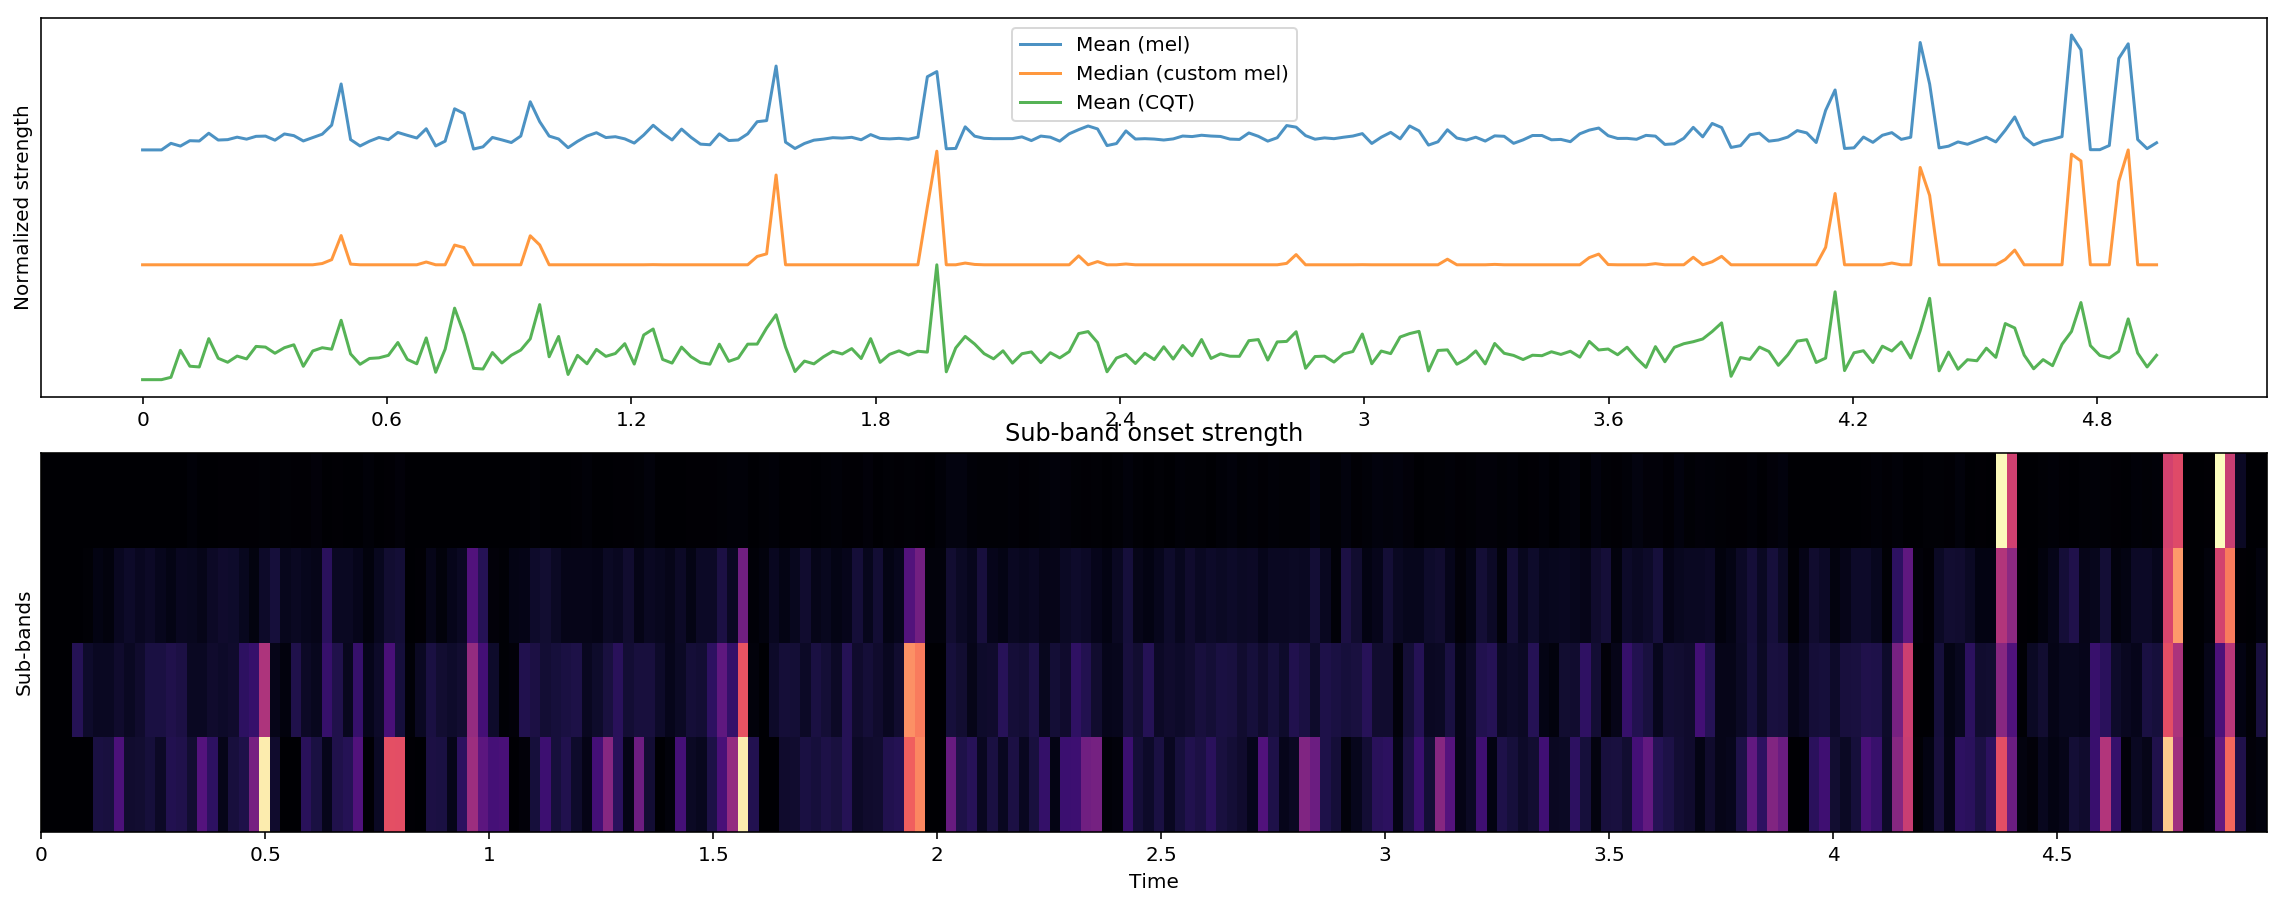 Normalized strength
Mean (mel)
Median (custom mel)
Mean (CQT)
0 0.6 1.2 1.8 2.4 3 3.6 4.2 4.8
Sub-band onset strength
Sub-bands
0 0.5 1 1.5 2 2.5 3 3.5 4 4.5
Time